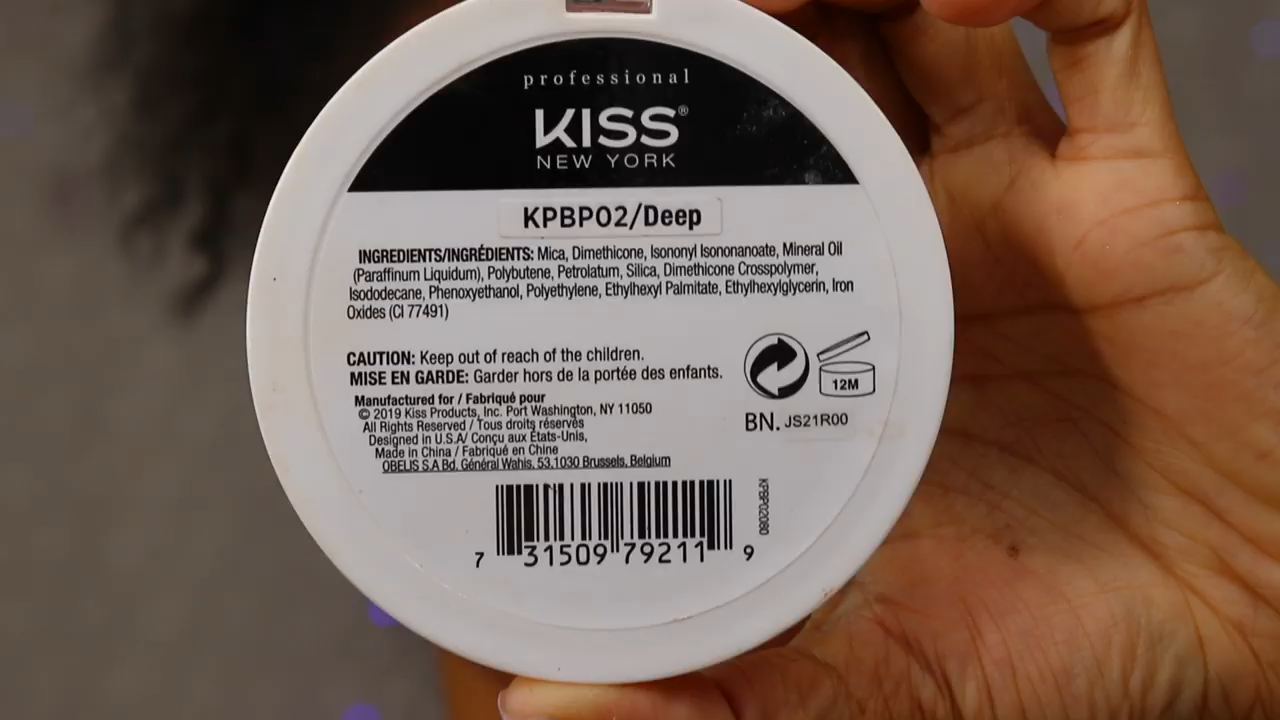 professional
KISS®
NEW YORK
KPBP02/Deep
INGREDIENTS/INGRÉDIENTS: Mica, Dimethicone, Isononyl Isononanoate, Mineral Oil
(Paraffinum Liquidum), Polybutene, Petrolatum, Silica, Dimethicone Crosspolymer,
Isododecane, Phenoxyethanol, Polyethylene, Ethylhexyl Palmitate, Ethylhexylglycerin, Iron
Oxides (CI 77491)
CAUTION: Keep out of reach of the children.
MISE EN GARDE: Garder hors de la portée des enfants.
12M
BN. JS21R00
Manufactured for / Fabriqué pour
© 2019 Kiss Products, Inc. Port Washington, NY 11050
All Rights Reserved / Tous droits réservés
Designed in U.S.A/ Conçu aux États-Unis,
Made in China / Fabriqué en Chine
OBELIS S.A Bd. Général Wahis, 53,1030 Brussels, Belgium
KPBP02080
7 31509 79211 9